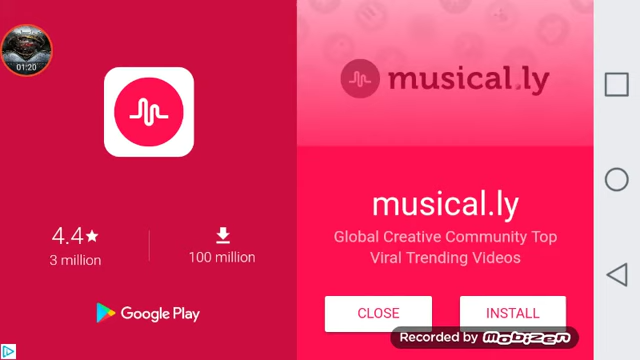 01:20
4.4★
3 million
100 million
Google Play
musical.ly
musical.ly
Global Creative Community Top
Viral Trending Videos
CLOSE
INSTALL
Recorded by Mobizen